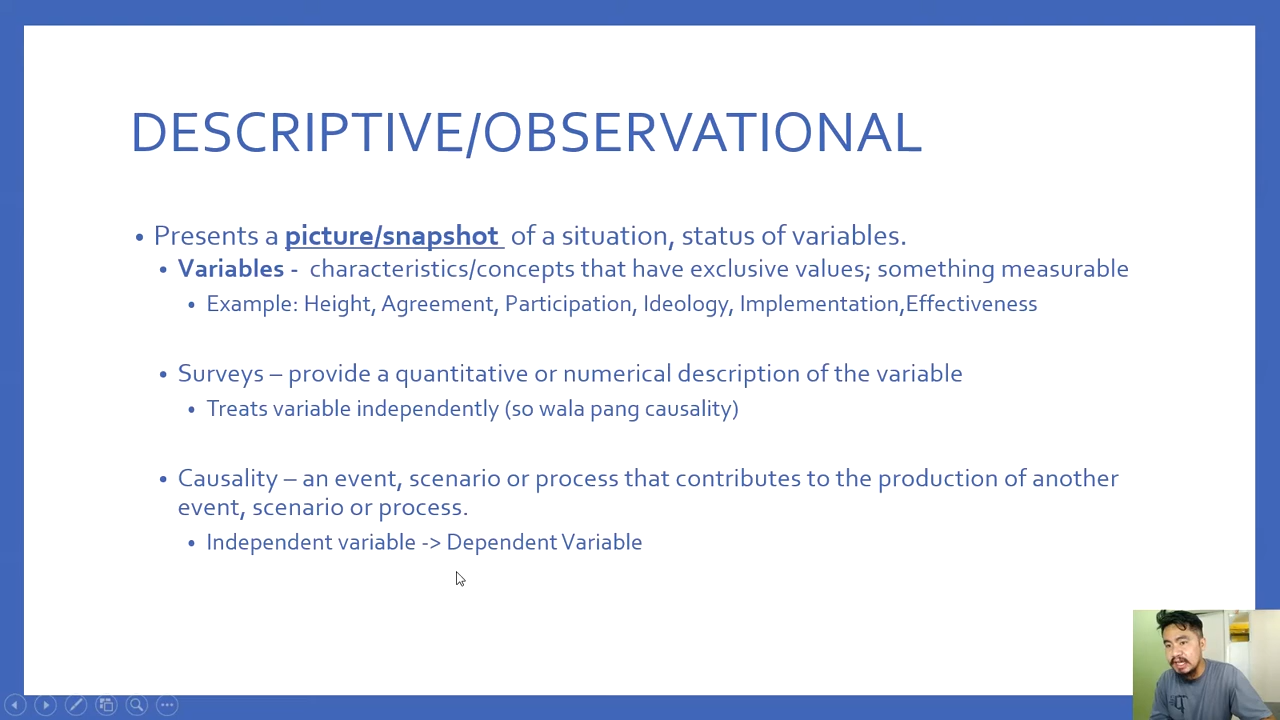 DESCRIPTIVE/OBSERVATIONAL
• Presents a picture/snapshot of a situation, status of variables.
• Variables - characteristics/concepts that have exclusive values; something measurable
• Example: Height, Agreement, Participation, Ideology, Implementation,Effectiveness
• Surveys – provide a quantitative or numerical description of the variable
• Treats variable independently (so wala pang causality)
• Causality – an event, scenario or process that contributes to the production of another
event, scenario or process.
• Independent variable -> Dependent Variable